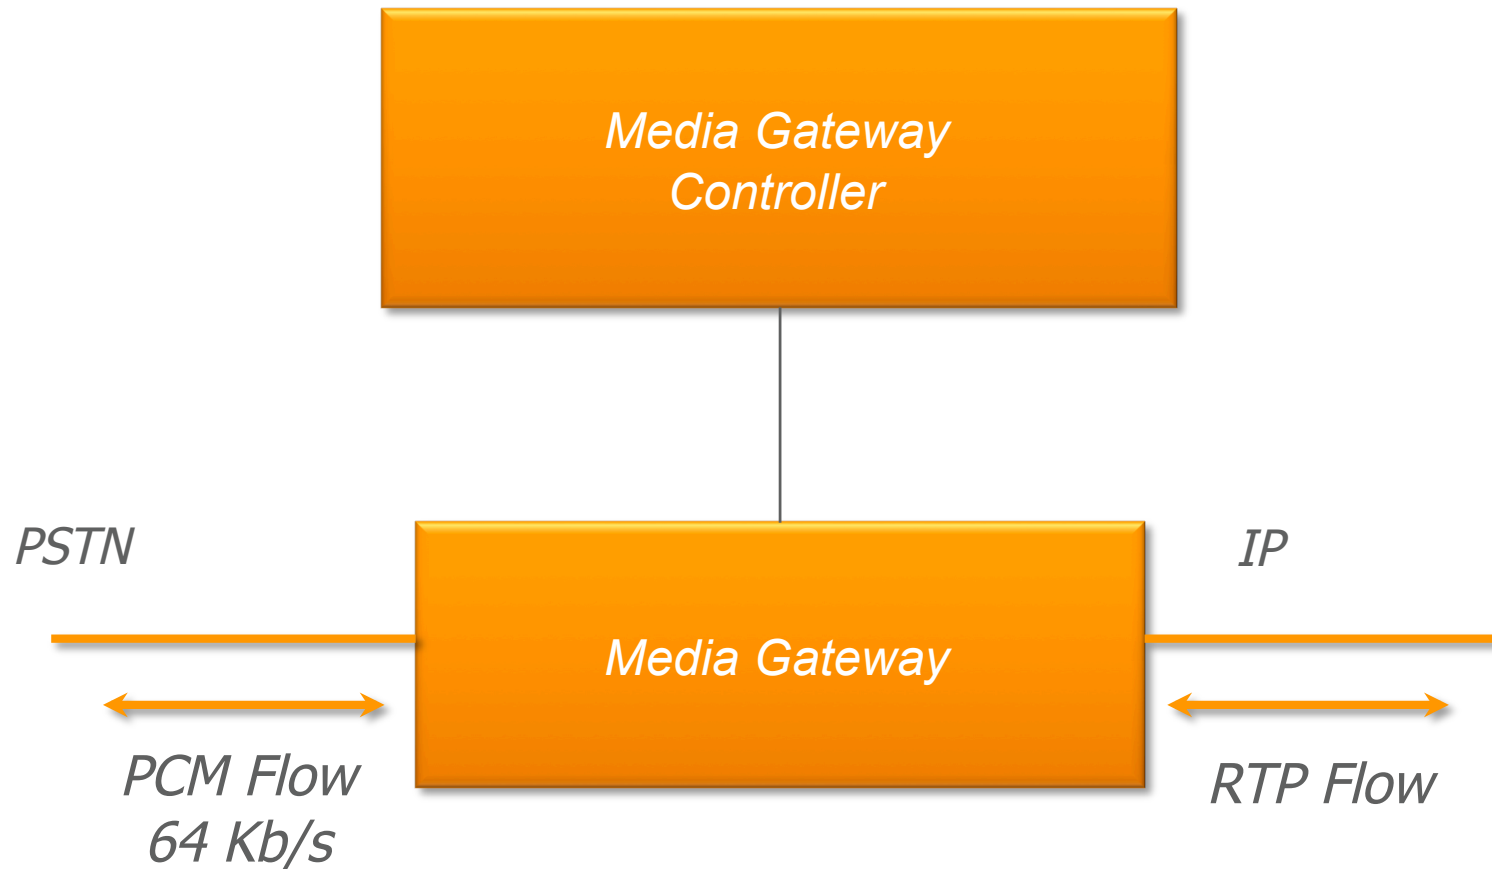 Media Gateway
Controller
PSTN
IP
Media Gateway
PCM Flow
64 Kb/s
RTP Flow